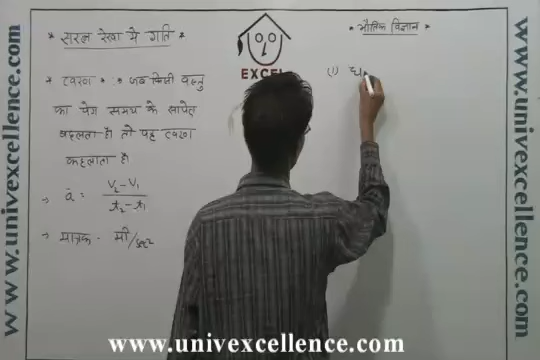 * सरल रेखा में गति *
* भौतिक विज्ञान *
EXCEL
* त्वरण * * जब किसी वस्तु
का वेग समय के सापेक्ष
बदलता है। तो यह त्वरण
कहलाता है।
→ a̅ = (V₂ - V₁) / (t₂ - t₁)
→ मात्रक - मी/से²
(1) ध
www.univexcellence.com
www.univexcellence.com
www.univexcellence.com